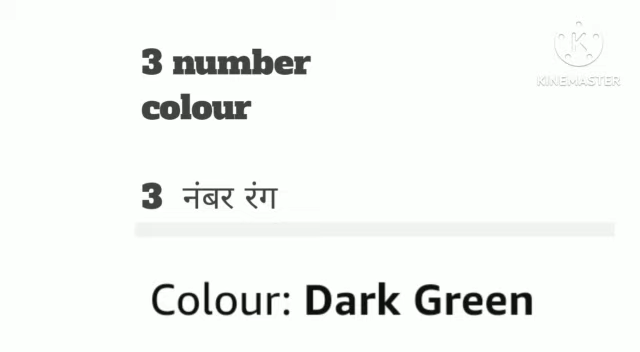 3 number
colour
3 नंबर रंग
Colour: Dark Green
KINEMASTER